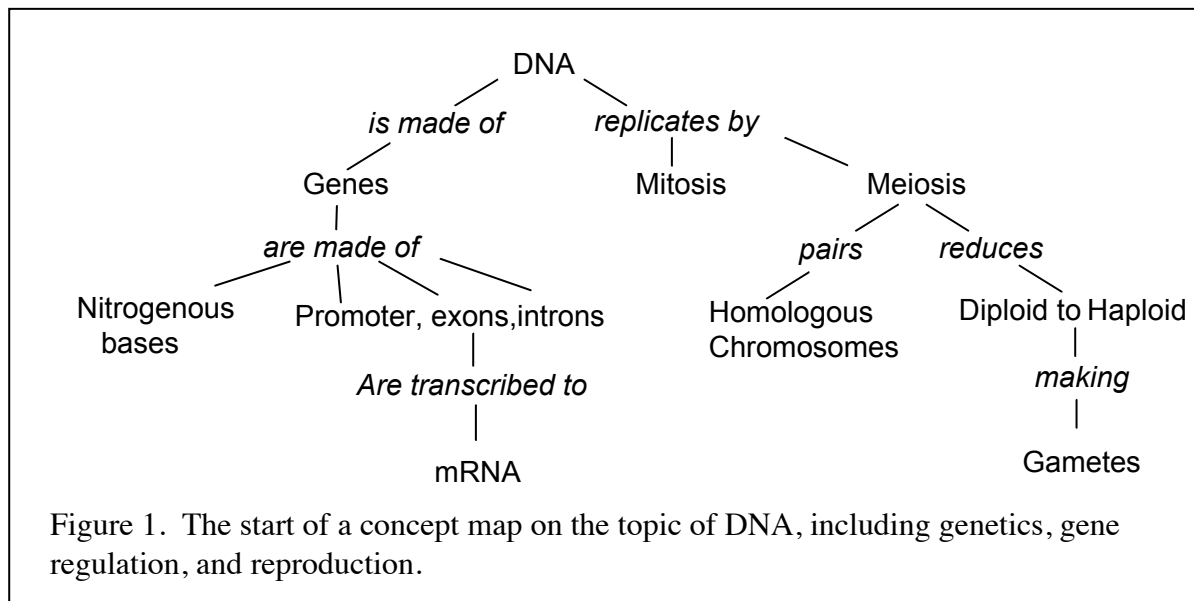 DNA
is made of
replicates by
Genes
Mitosis
Meiosis
are made of
pairs
reduces
Nitrogenous
bases
Promoter, exons,introns
Homologous
Chromosomes
Diploid to Haploid
Are transcribed to
making
mRNA
Gametes
Figure 1.  The start of a concept map on the topic of DNA, including genetics, gene
regulation, and reproduction.